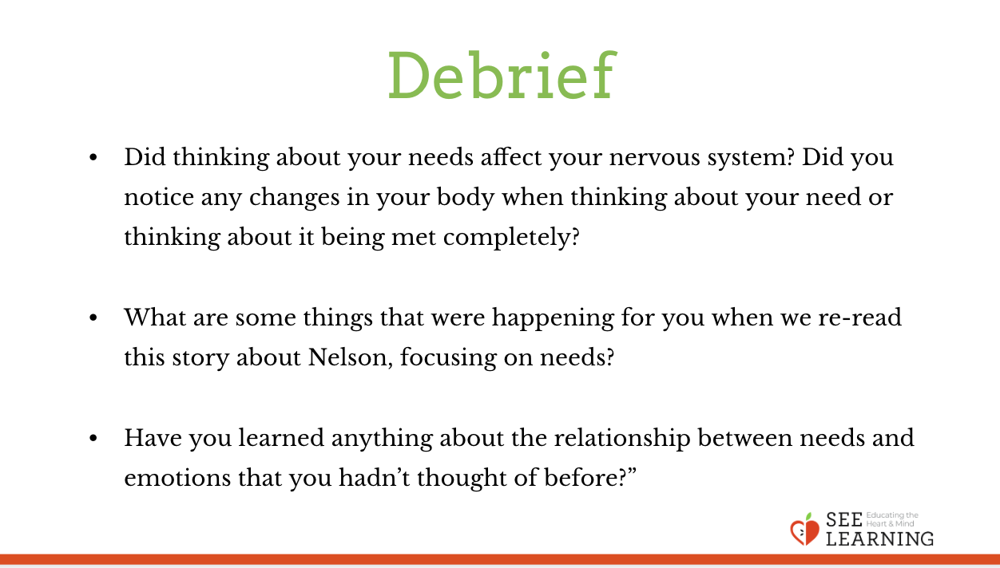 Debrief
• Did thinking about your needs affect your nervous system? Did you
notice any changes in your body when thinking about your need or
thinking about it being met completely?
• What are some things that were happening for you when we re-read
this story about Nelson, focusing on needs?
• Have you learned anything about the relationship between needs and
emotions that you hadn’t thought of before?”
SEE Educating the
Heart & Mind
LEARNING